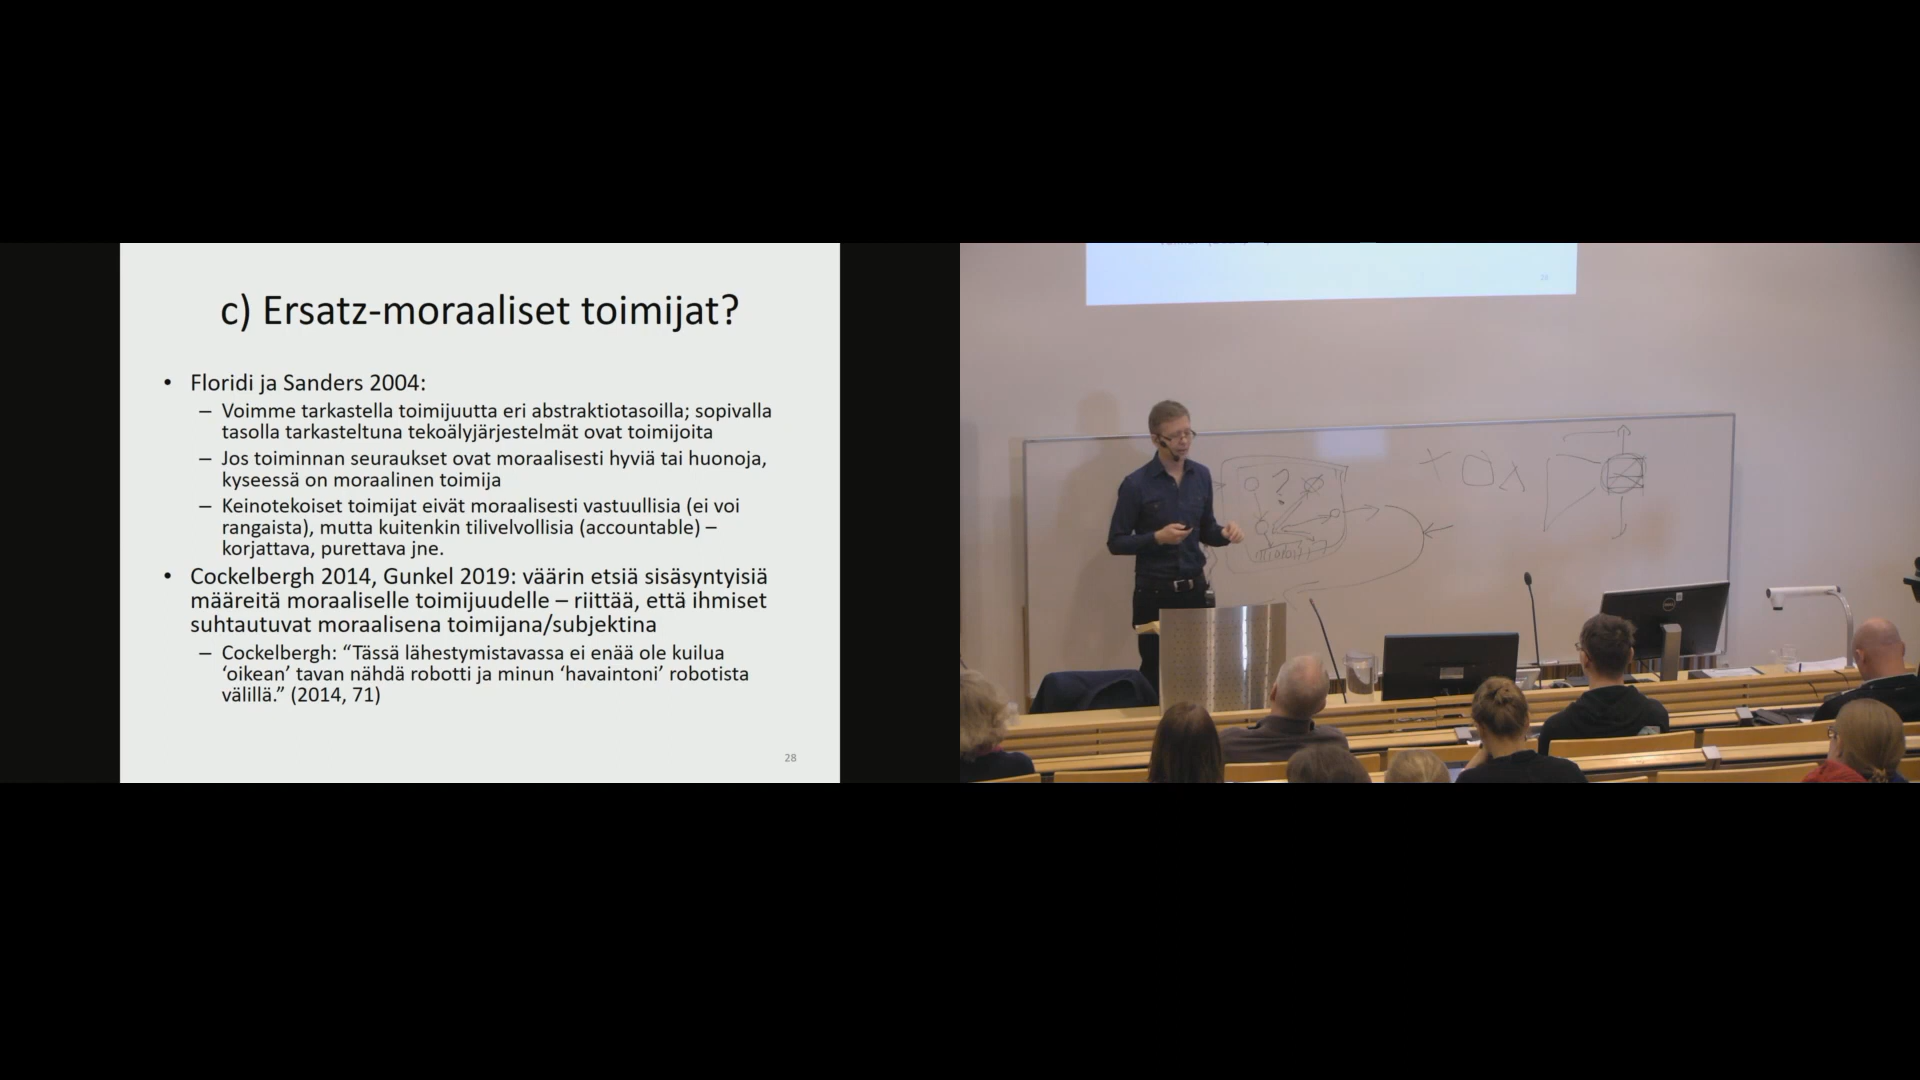 c) Ersatz-moraaliset toimijat?
• Floridi ja Sanders 2004:
– Voimme tarkastella toimijuutta eri abstraktiotasoilla; sopivalla
tasolla tarkasteltuna tekoälyjärjestelmät ovat toimijoita
– Jos toiminnan seuraukset ovat moraalisesti hyviä tai huonoja,
kyseessä on moraalinen toimija
– Keinotekoiset toimijat eivät moraalisesti vastuullisia (ei voi
rangaista), mutta kuitenkin tilivelvollisia (accountable) –
korjattava, purettava jne.
• Cockelbergh 2014, Gunkel 2019: väärin etsiä sisäsyntyisiä
määreitä moraaliselle toimijuudelle – riittää, että ihmiset
suhtautuvat moraalisena toimijana/subjektina
– Cockelbergh: “Tässä lähestymistavassa ei enää ole kuilua
‘oikean’ tavan nähdä robotti ja minun ‘havaintoni’ robotista
välillä.” (2014, 71)
28
?